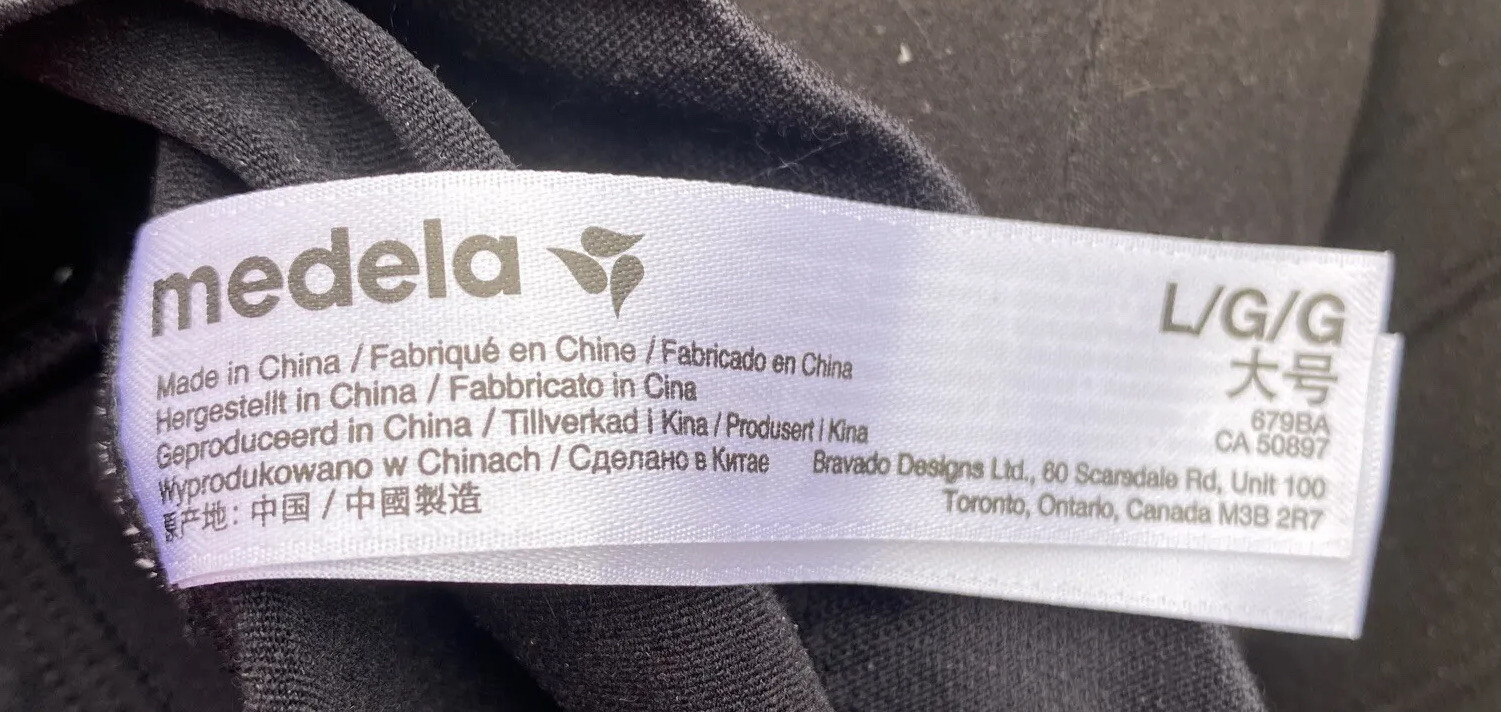 medela
Made in China / Fabriqué en Chine / Fabricado en China
Hergestellt in China / Fabbricato in Cina
Geproduceerd in China / Tillverkad i Kina / Produsert i Kina
Wyprodukowano w Chinach / Сделано в Китае
原产地: 中国 / 中國製造
L/G/G
大号
679BA
CA 50897
Bravado Designs Ltd., 60 Scarsdale Rd, Unit 100
Toronto, Ontario, Canada M3B 2R7